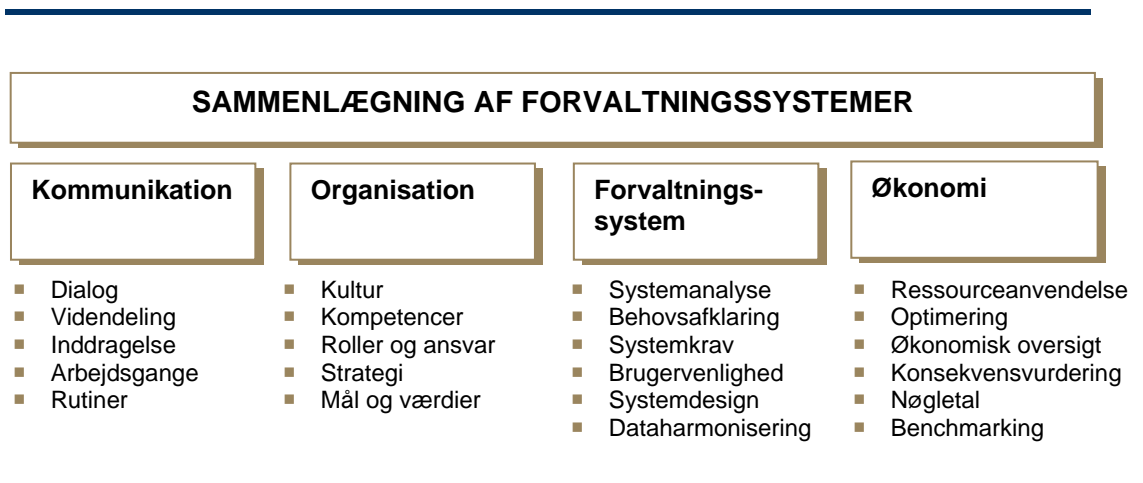 SAMMENLÆGNING AF FORVALTNINGSSYSTEMER
Kommunikation
Dialog
Videndeling
Inddragelse
Arbejdsgange
Rutiner
Organisation
Kultur
Kompetencer
Roller og ansvar
Strategi
Mål og værdier
Forvaltnings-
system
Systemanalyse
Behovsafklaring
Systemkrav
Brugervenlighed
Systemdesign
Dataharmonisering
Økonomi
Ressourceanvendelse
Optimering
Økonomisk oversigt
Konsekvensvurdering
Nøgletal
Benchmarking